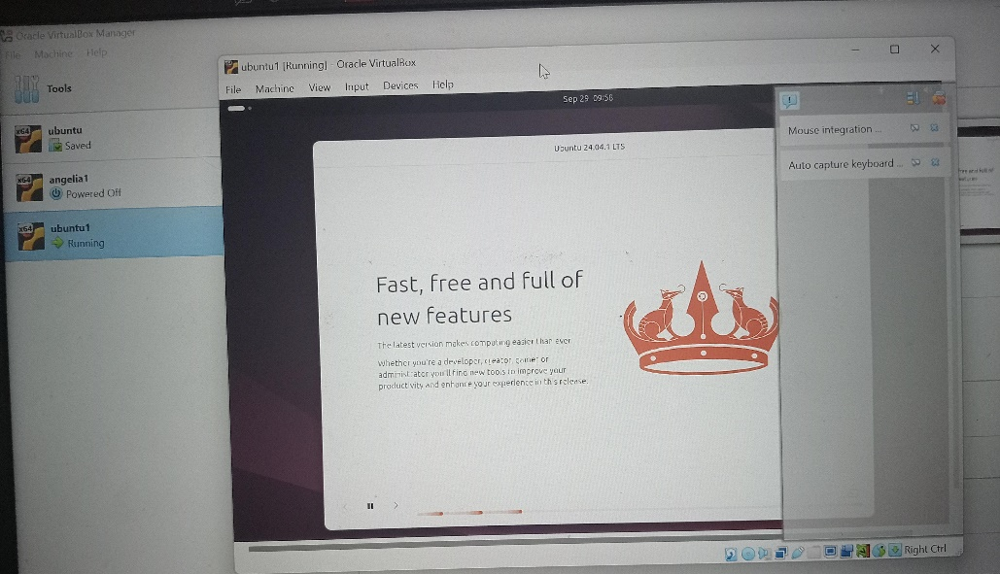 Oracle VirtualBox Manager
File Machine Help
Tools
x64
ubuntu
Saved
x64
angelia1
Powered Off
x64
ubuntu1
Running
ubuntu1 [Running] - Oracle VirtualBox
File Machine View Input Devices Help
Sep 29 09:58
Ubuntu 24.04.1 LTS
Mouse integration ...
Auto capture keyboard ...
Fast, free and full of
new features
The latest version makes computing easier than ever.
Whether you're a developer, creator, gamer or
administrator you'll find new tools to improve your
productivity and enhance your experience in this release.
Right Ctrl